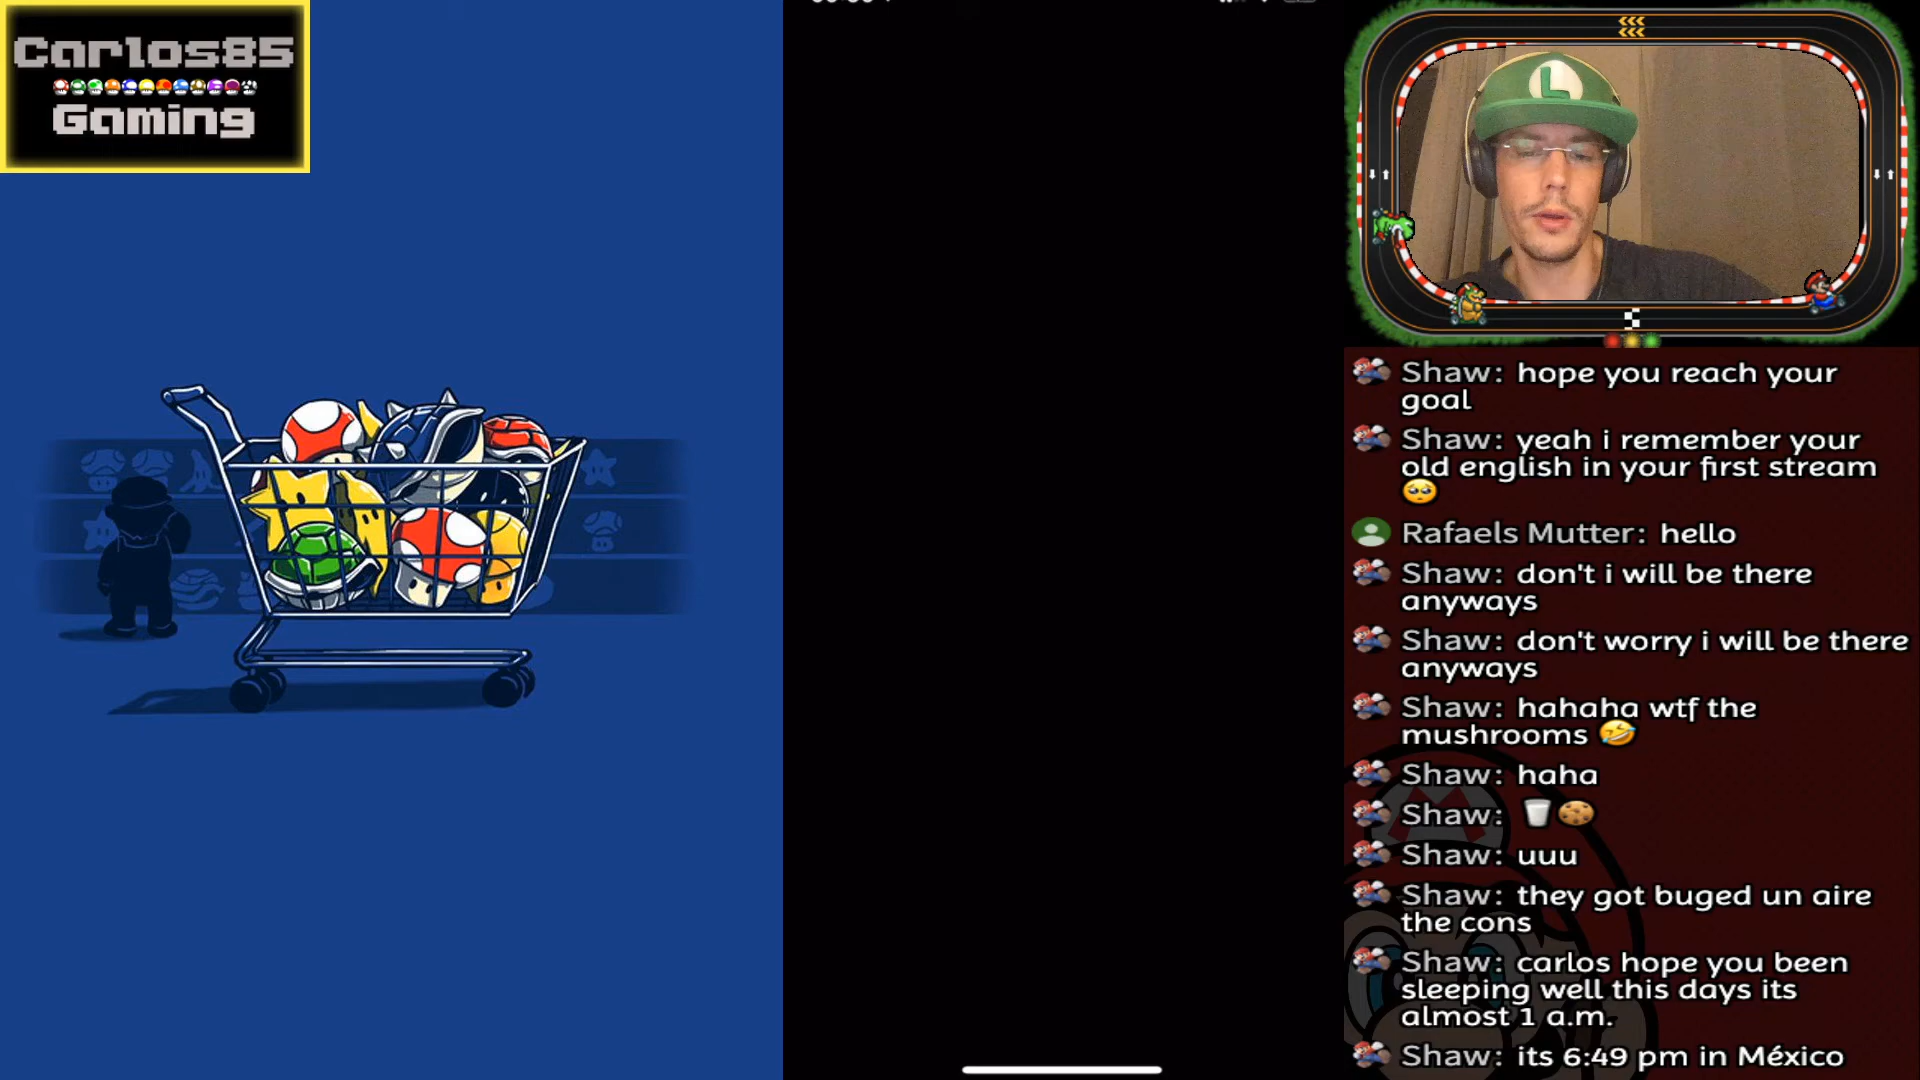 Carlos85
Gaming
L
Shaw: hope you reach your
goal
Shaw: yeah i remember your
old english in your first stream
🥺
Rafaels Mutter: hello
Shaw: don't i will be there
anyways
Shaw: don't worry i will be there
anyways
Shaw: hahaha wtf the
mushrooms 🤣
Shaw: haha
Shaw: 🥛🍪
Shaw: uuu
Shaw: they got buged un aire
the cons
Shaw: carlos hope you been
sleeping well this days its
almost 1 a.m.
Shaw: its 6:49 pm in México